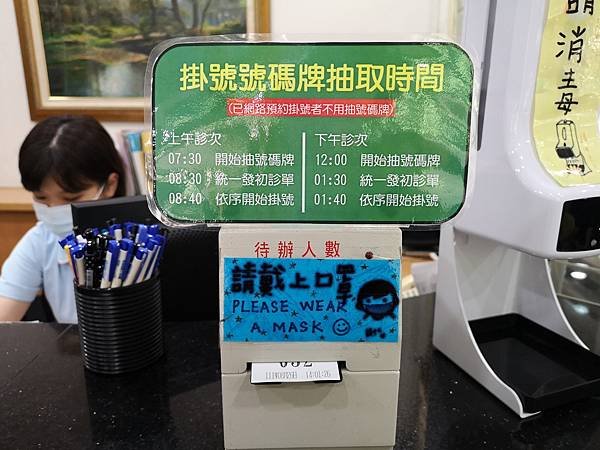 掛號號碼牌抽取時間
(已網路預約掛號者不用抽號碼牌)
上午診次
07:30 開始抽號碼牌
08:30 統一發初診單
08:40 依序開始掛號
下午診次
12:00 開始抽號碼牌
01:30 統一發初診單
01:40 依序開始掛號
待辦人數
請戴上口罩
PLEASE WEAR
A MASK
消毒